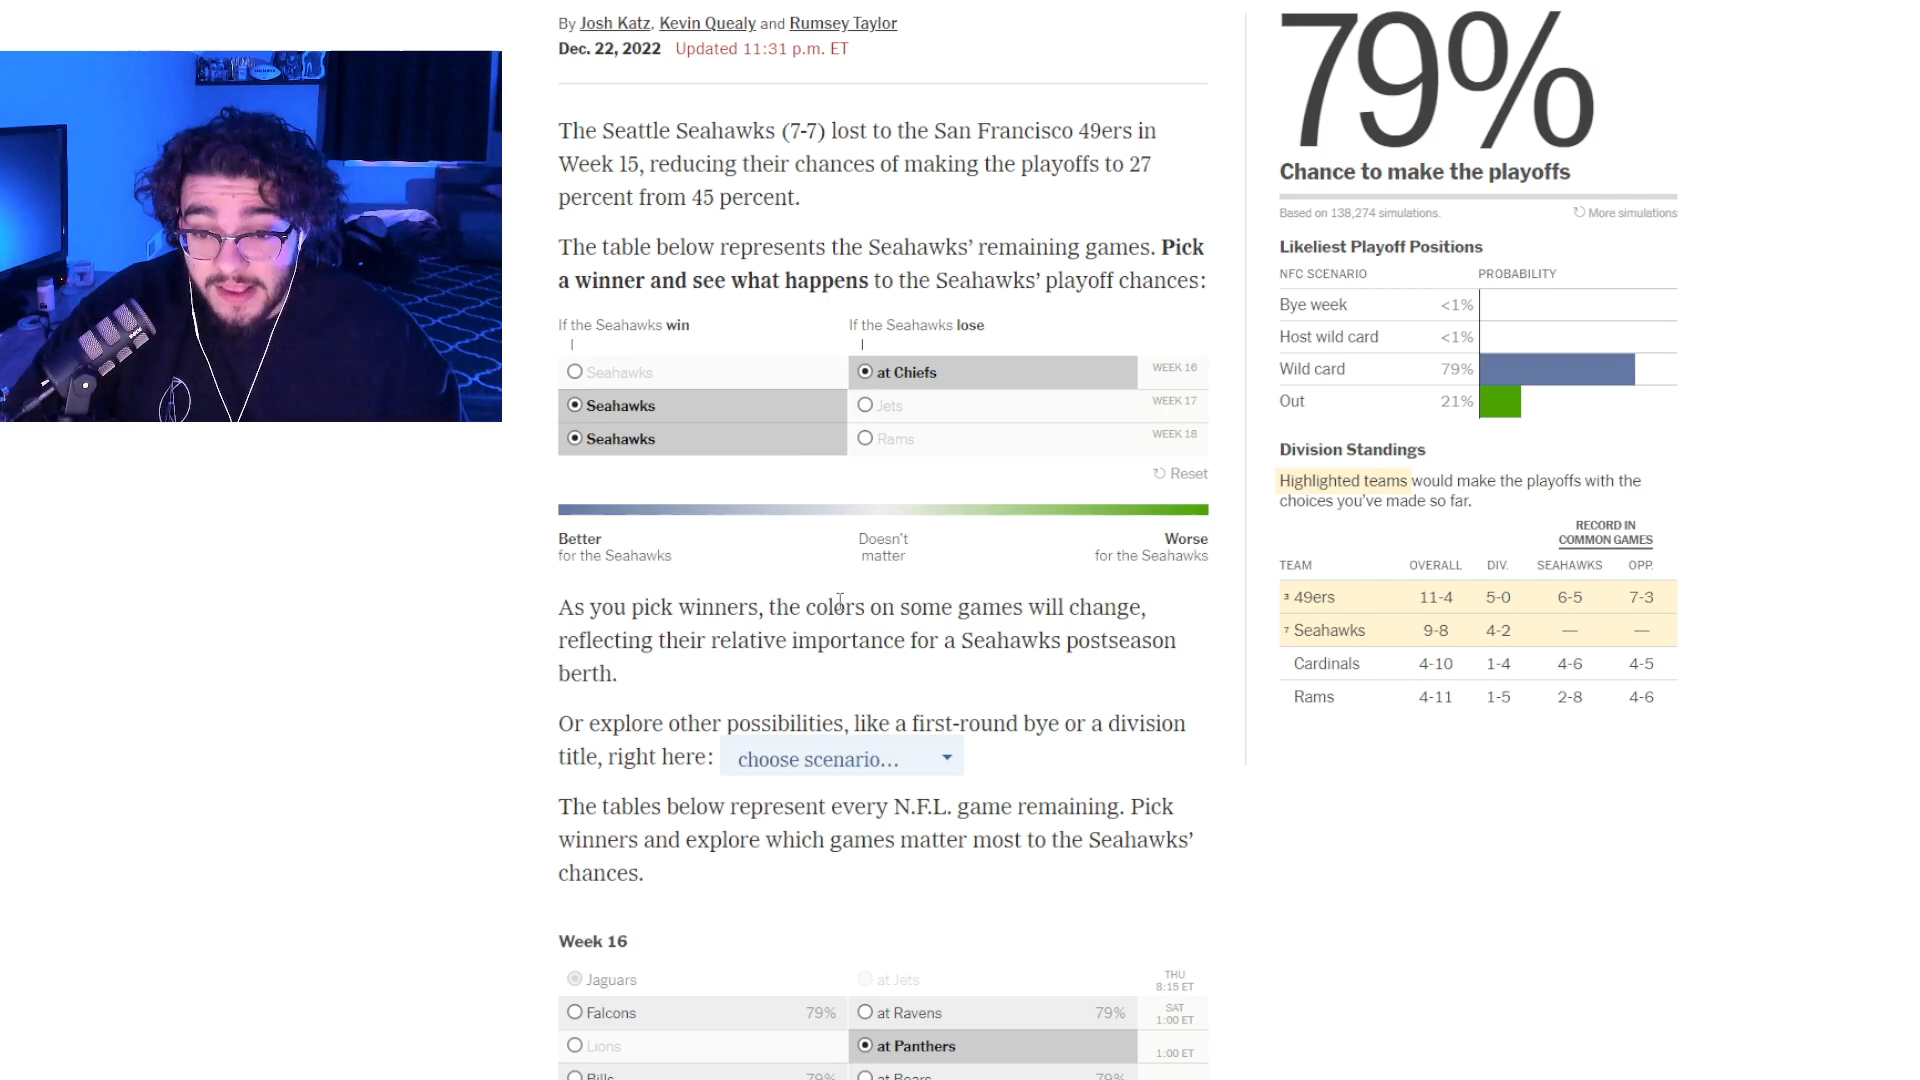 By Josh Katz, Kevin Quealy and Rumsey Taylor
Dec. 22, 2022 Updated 11:31 p.m. ET
The Seattle Seahawks (7-7) lost to the San Francisco 49ers in
Week 15, reducing their chances of making the playoffs to 27
percent from 45 percent.
The table below represents the Seahawks’ remaining games. Pick
a winner and see what happens to the Seahawks’ playoff chances:
If the Seahawks win If the Seahawks lose
Seahawks at Chiefs WEEK 16
Seahawks Jets WEEK 17
Seahawks Rams WEEK 18
Reset
Better Doesn’t Worse
for the Seahawks matter for the Seahawks
As you pick winners, the colors on some games will change,
reflecting their relative importance for a Seahawks postseason
berth.
Or explore other possibilities, like a first-round bye or a division
title, right here: choose scenario...
The tables below represent every N.F.L. game remaining. Pick
winners and explore which games matter most to the Seahawks’
chances.
Week 16
Jaguars at Jets THU 8:15 ET
Falcons 79% at Ravens 79% SAT 1:00 ET
Lions at Panthers 1:00 ET
Bills 79% at Bears 79%
79%
Chance to make the playoffs
Based on 138,274 simulations. More simulations
Likeliest Playoff Positions
NFC SCENARIO PROBABILITY
Bye week <1%
Host wild card <1%
Wild card 79%
Out 21%
Division Standings
Highlighted teams would make the playoffs with the
choices you’ve made so far.
RECORD IN
COMMON GAMES
TEAM OVERALL DIV. SEAHAWKS OPP.
3 49ers 11-4 5-0 6-5 7-3
7 Seahawks 9-8 4-2 — —
Cardinals 4-10 1-4 4-6 4-5
Rams 4-11 1-5 2-8 4-6